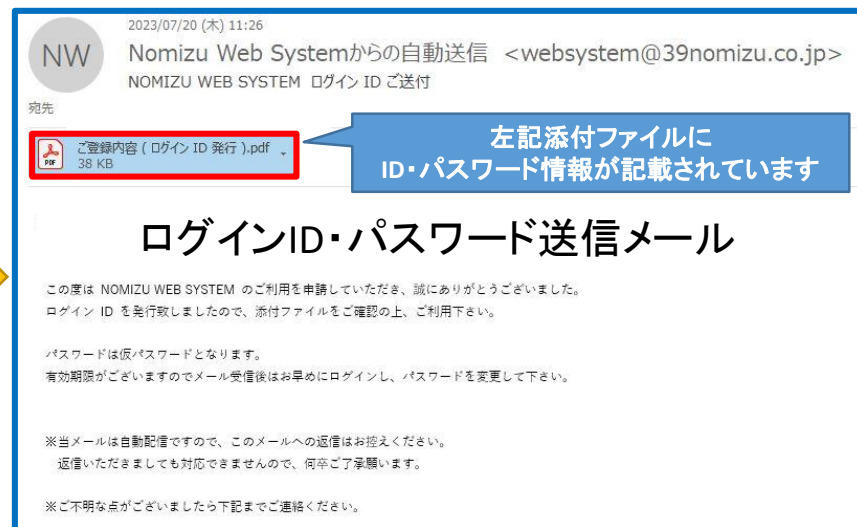 2023/07/20 (木) 11:26
NW
Nomizu Web Systemからの自動送信 <websystem@39nomizu.co.jp>
NOMIZU WEB SYSTEM ログイン ID ご送付
宛先
PDF
ご登録内容 ( ログイン ID 発行 ).pdf
38 KB
左記添付ファイルに
ID・パスワード情報が記載されています
ログインID・パスワード送信メール
この度は NOMIZU WEB SYSTEM のご利用を申請していただき、誠にありがとうございました。
ログイン ID を発行致しましたので、添付ファイルをご確認の上、ご利用下さい。
パスワードは仮パスワードとなります。
有効期限がございますのでメール受信後はお早めにログインし、パスワードを変更して下さい。
※当メールは自動配信ですので、このメールへの返信はお控えください。
返信いただきましても対応できませんので、何卒ご了承願います。
※ご不明な点がございましたら下記までご連絡ください。